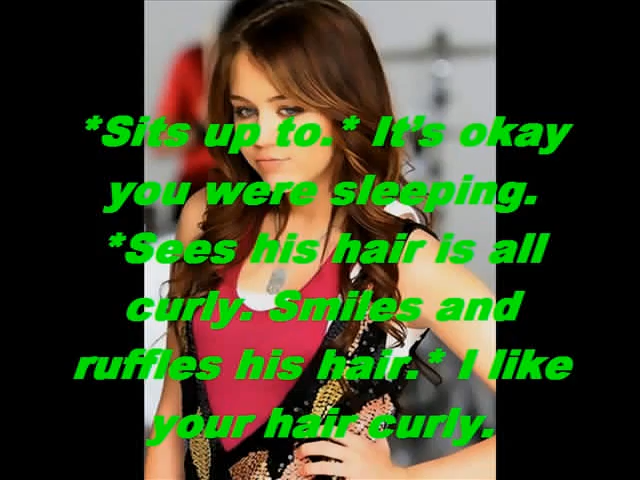 *Sits up to.* It's okay
you were sleeping.
*Sees his hair is all
curly. Smiles and
ruffles his hair.* I like
your hair curly.